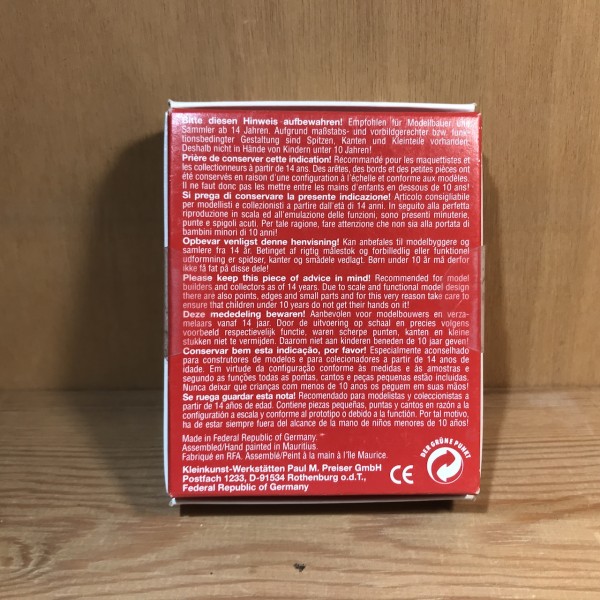 Bitte diesen Hinweis aufbewahren! Empfohlen für Modellbauer und
Sammler ab 14 Jahren. Aufgrund maßstabs- und vorbildgerechter bzw. funk-
tionsbedingter Gestaltung sind Spitzen, Kanten und Kleinteile vorhanden.
Deshalb nicht in Hände von Kindern unter 10 Jahren!
Prière de conserver cette indication! Recommandé pour les maquettistes et
les collectionneurs à partir de 14 ans. Des arêtes, des bords et des petites pièces ont
été conservés en raison d'une configuration à l'échelle et conforme aux modèles.
Il ne faut donc pas les mettre entre les mains d'enfants en dessous de 10 ans!
Si prega di conservare la presente indicazione! Articolo consigliabile
per modellisti e collezionisti a partire dall'età di 14 anni. In seguito alla perfetta
riproduzione in scala ed all'emulazione delle funzioni, sono presenti minuterie,
punte e spigoli acuti. Per tale ragione, fare attenzione che non sia alla portata di
bambini minori di 10 anni!
Opbevar venligst denne henvisning! Kan anbefales til modelbyggere og
samlere fra 14 år. Betinget af rigtig målestok og forbilledlig eller funktionel
udformning er spidser, kanter og smådele vedlagt. Børn under 10 år må derfor
ikke få fat på disse dele!
Please keep this piece of advice in mind! Recommended for model
builders and collectors as of 14 years. Due to scale and functional model design
there are also points, edges and small parts and for this very reason take care to
ensure that children under 10 years do not get their hands on it!
Deze mededeling bewaren! Aanbevolen voor modelbouwers en verza-
melaars vanaf 14 jaar. Door de uitvoering op schaal en precies volgens
voorbeeld respectievelijk functie, waren scherpe punten, kanten en kleine
stukken niet te vermijden. Daarom niet aan kinderen beneden de 10 jaar geven!
Conservar bem esta indicação, por favor! Especialmente aconselhado
para construtores de modelos e para colecionadores a partir de 14 anos de
idade. Em virtude da configuração conforme às medidas e às amostras e
segundo as funções todas as pontas, cantos e peças pequenas estão incluidas.
Nunca deixar que crianças com menos de 10 anos os peguem em suas mãos!
Se ruega guardar esta nota! Recomendado para modelistas y coleccionistas a
partir de 14 años de edad. Contiene piezas pequeñas, puntas y cantos en razón a la
configuration a escala y conforme al prototipo o debido a la función. Por tal motivo,
ha de estar siempre fuera del alcance de la mano de niños menores de 10 años!
Made in Federal Republic of Germany.
Assembled/Hand painted in Mauritius.
Fabriqué en RFA. Assemblé/Peint à la main à l'Île Maurice.
Kleinkunst-Werkstätten Paul M. Preiser GmbH
Postfach 1233, D-91534 Rothenburg o.d.T.,
Federal Republic of Germany
CE
DER GRÜNE PUNKT